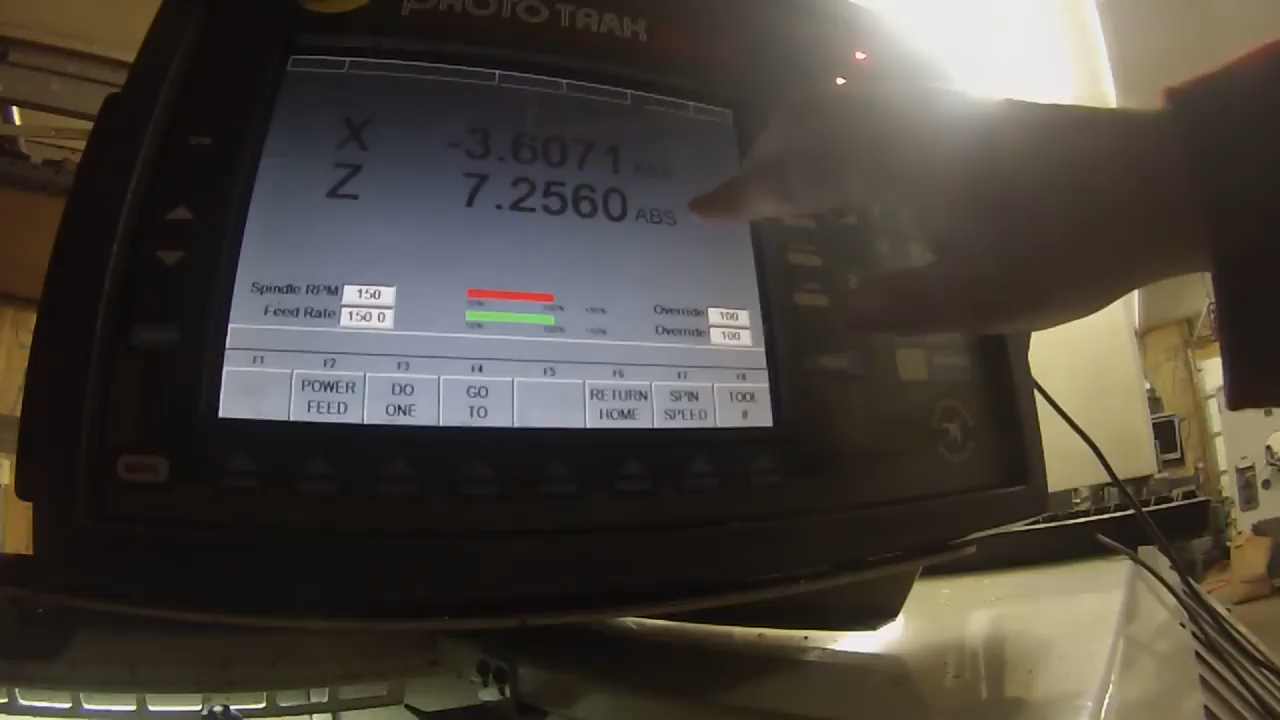 PROTOTRAK
X -3.6071 ABS
Z 7.2560 ABS
Spindle RPM 150 Override 100
Feed Rate 150 0 Override 100
F1 F2 F3 F4 F5 F6 F7 F8
POWER FEED DO ONE GO TO RETURN HOME SPIN SPEED TOOL #